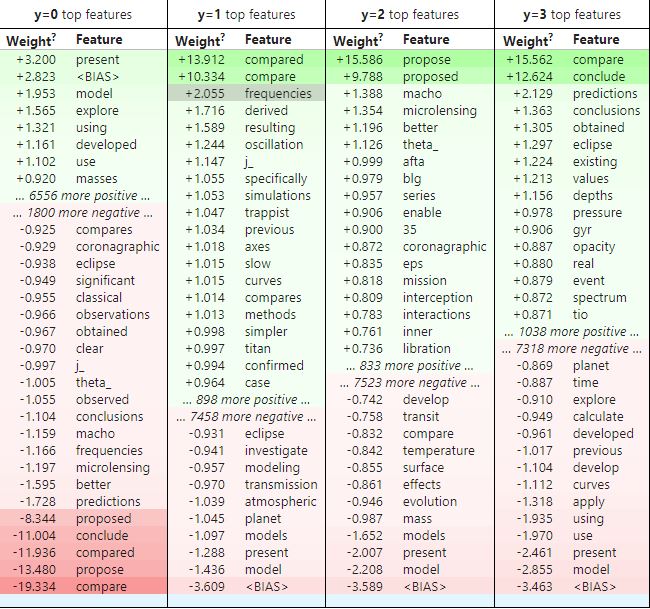 y=0 top features
Weight? Feature
+3.200 present
+2.823 <BIAS>
+1.953 model
+1.565 explore
+1.321 using
+1.161 developed
+1.102 use
+0.920 masses
... 6556 more positive ...
... 1800 more negative ...
-0.925 compares
-0.929 coronagraphic
-0.938 eclipse
-0.949 significant
-0.955 classical
-0.966 observations
-0.967 obtained
-0.970 clear
-0.997 j_
-1.005 theta_
-1.055 observed
-1.104 conclusions
-1.159 macho
-1.166 frequencies
-1.197 microlensing
-1.595 better
-1.728 predictions
-8.344 proposed
-11.004 conclude
-11.936 compared
-13.480 propose
-19.334 compare
y=1 top features
Weight? Feature
+13.912 compared
+10.334 compare
+2.055 frequencies
+1.716 derived
+1.589 resulting
+1.244 oscillation
+1.147 j_
+1.055 specifically
+1.053 simulations
+1.047 trappist
+1.034 previous
+1.018 axes
+1.015 slow
+1.015 curves
+1.014 compares
+1.013 methods
+0.998 simpler
+0.997 titan
+0.994 confirmed
+0.964 case
... 898 more positive ...
... 7458 more negative ...
-0.931 eclipse
-0.941 investigate
-0.957 modeling
-0.970 transmission
-1.039 atmospheric
-1.045 planet
-1.097 models
-1.288 present
-1.436 model
-3.609 <BIAS>
y=2 top features
Weight? Feature
+15.586 propose
+9.788 proposed
+1.388 macho
+1.354 microlensing
+1.196 better
+1.126 theta_
+0.999 afta
+0.979 blg
+0.957 series
+0.906 enable
+0.900 35
+0.872 coronagraphic
+0.835 eps
+0.818 mission
+0.809 interception
+0.783 interactions
+0.761 inner
+0.736 libration
... 833 more positive ...
... 7523 more negative ...
-0.742 develop
-0.758 transit
-0.832 compare
-0.842 temperature
-0.855 surface
-0.861 effects
-0.946 evolution
-0.987 mass
-1.652 models
-2.007 present
-2.208 model
-3.589 <BIAS>
y=3 top features
Weight? Feature
+15.562 compare
+12.624 conclude
+2.129 predictions
+1.363 conclusions
+1.305 obtained
+1.297 eclipse
+1.224 existing
+1.213 values
+1.156 depths
+0.978 pressure
+0.906 gyr
+0.887 opacity
+0.880 real
+0.879 event
+0.872 spectrum
+0.871 tio
... 1038 more positive ...
... 7318 more negative ...
-0.869 planet
-0.887 time
-0.910 explore
-0.949 calculate
-0.961 developed
-1.017 previous
-1.104 develop
-1.112 curves
-1.318 apply
-1.935 using
-1.970 use
-2.461 present
-2.855 model
-3.463 <BIAS>